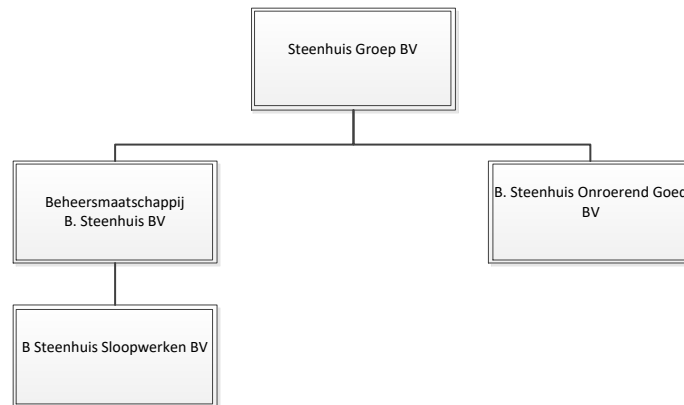 Steenhuis Groep BV
Beheersmaatschappij
B. Steenhuis BV
B. Steenhuis Onroerend Goed
BV
B Steenhuis Sloopwerken BV